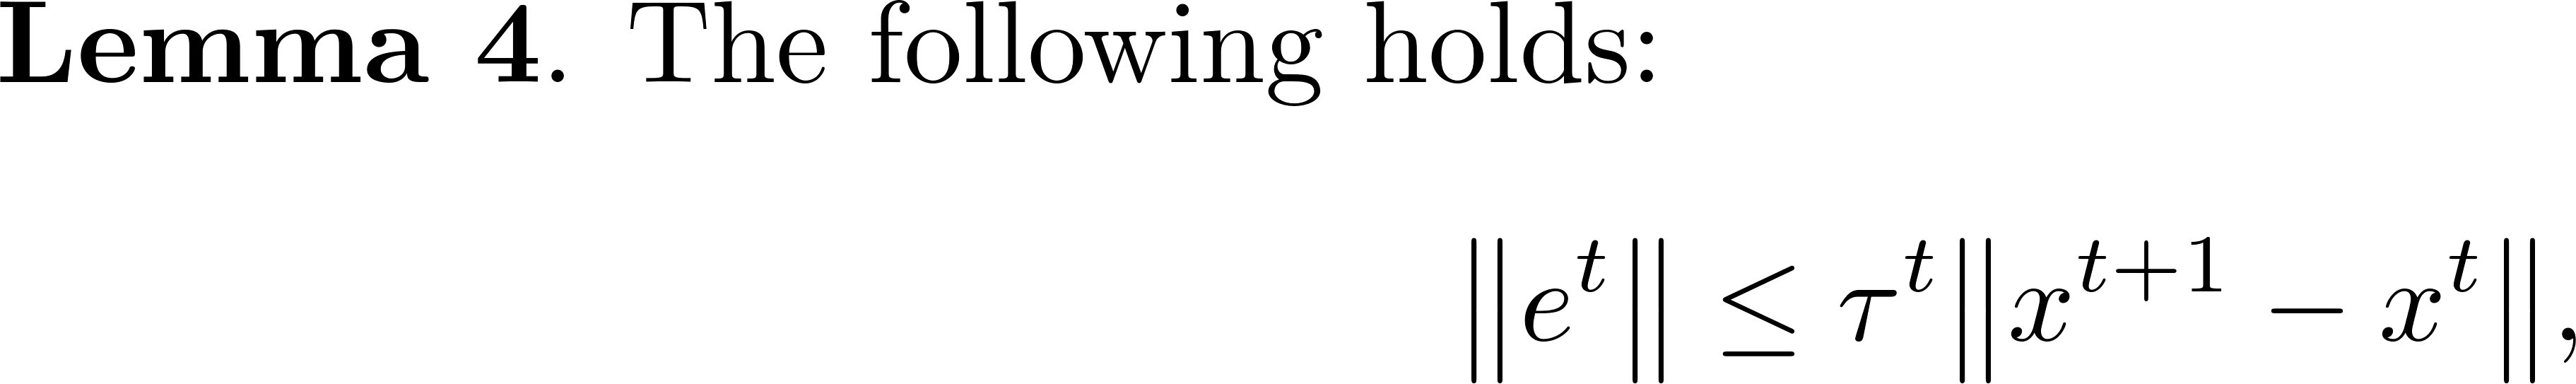 Lemma 4. The following holds:
‖e^t‖ ≤ τ^t‖x^{t+1} − x^t‖,